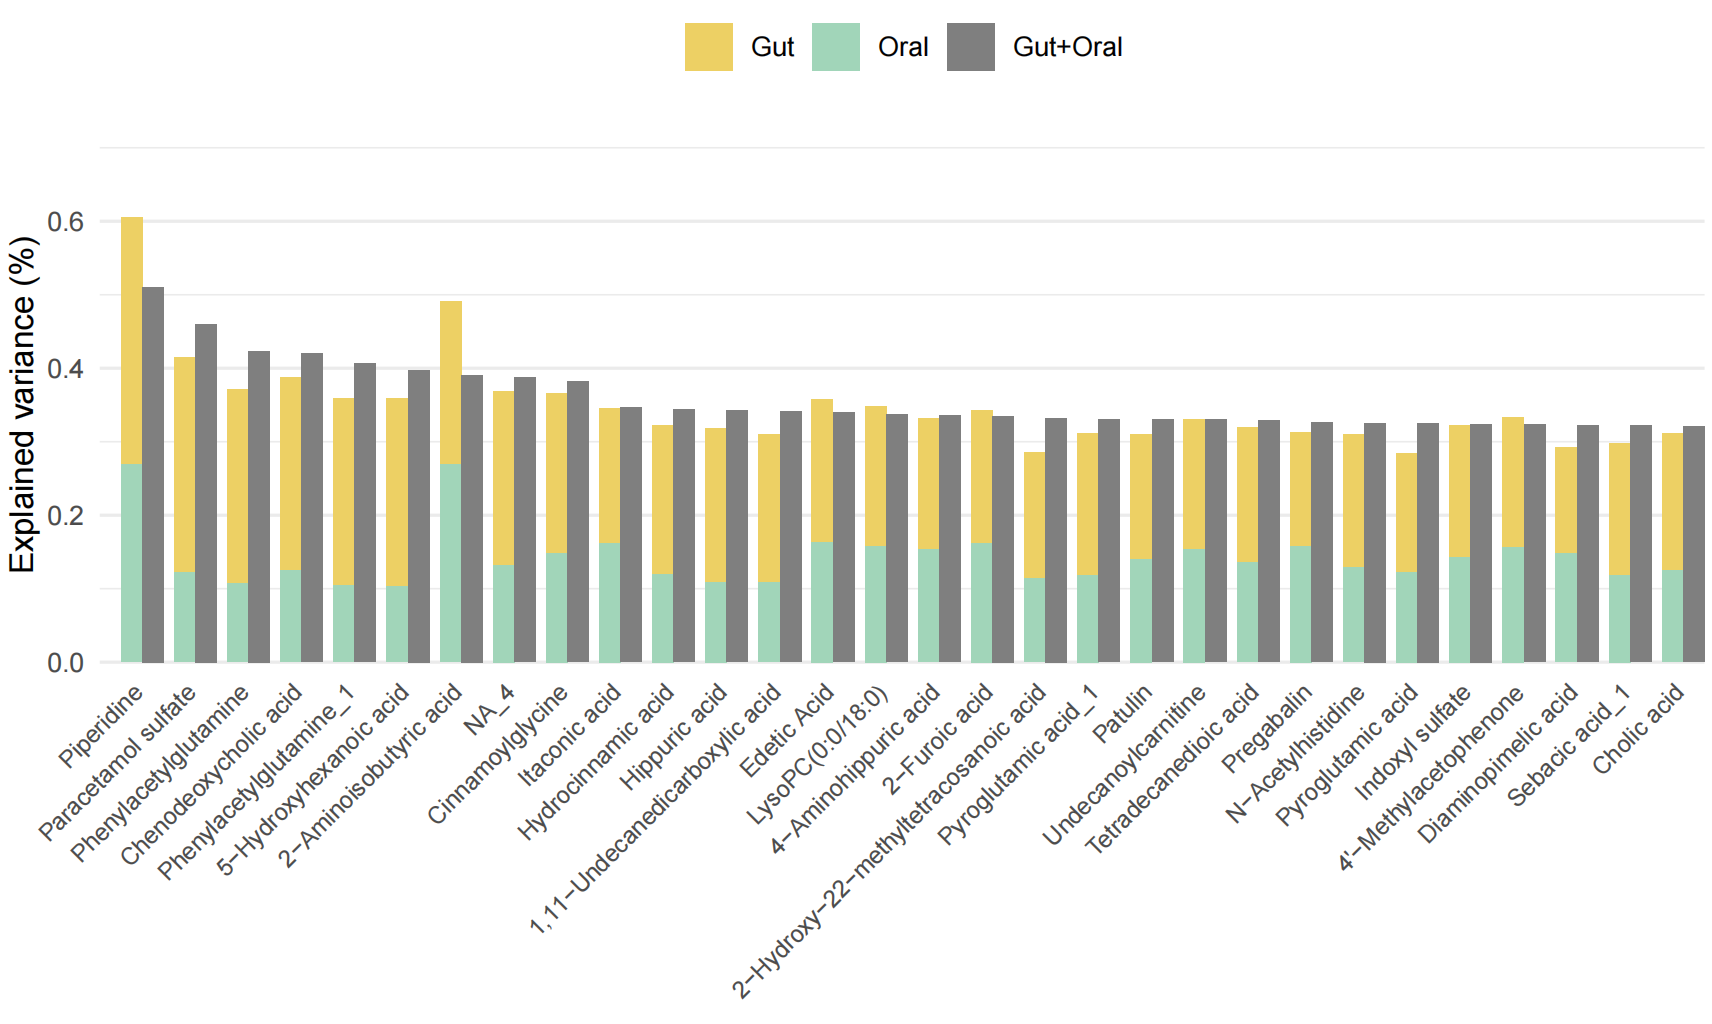 Gut Oral Gut+Oral
Explained variance (%)
0.6
0.4
0.2
0.0
Piperidine
Paracetamol sulfate
Phenylacetylglutamine
Chenodeoxycholic acid
Phenylacetylglutamine_1
5−Hydroxyhexanoic acid
2−Aminoisobutyric acid
NA_4
Cinnamoylglycine
Itaconic acid
Hydrocinnamic acid
Hippuric acid
1,11−Undecanedicarboxylic acid
Edetic Acid
LysoPC(0:0/18:0)
4−Aminohippuric acid
2−Furoic acid
2−Hydroxy−22−methyltetracosanoic acid
Pyroglutamic acid_1
Patulin
Undecanoylcarnitine
Tetradecanedioic acid
Pregabalin
N−Acetylhistidine
Pyroglutamic acid
Indoxyl sulfate
4'−Methylacetophenone
Diaminopimelic acid
Sebacic acid_1
Cholic acid